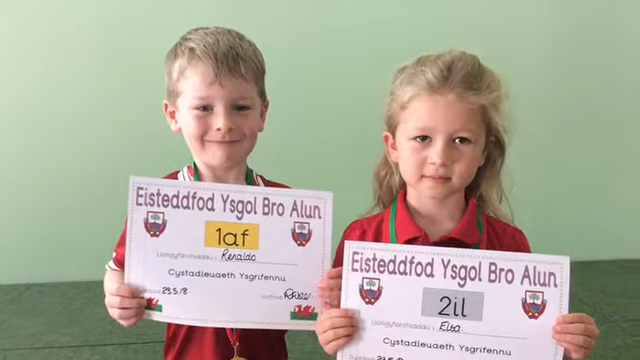 Eisteddfod Ysgol Bro Alun
1af
Llongyfarchiadau i Renaldo
Cystadleuaeth Ysgrifennu
23.5.18
Eisteddfod Ysgol Bro Alun
2il
Llongyfarchiadau i Elsa
Cystadleuaeth Ysgrifennu